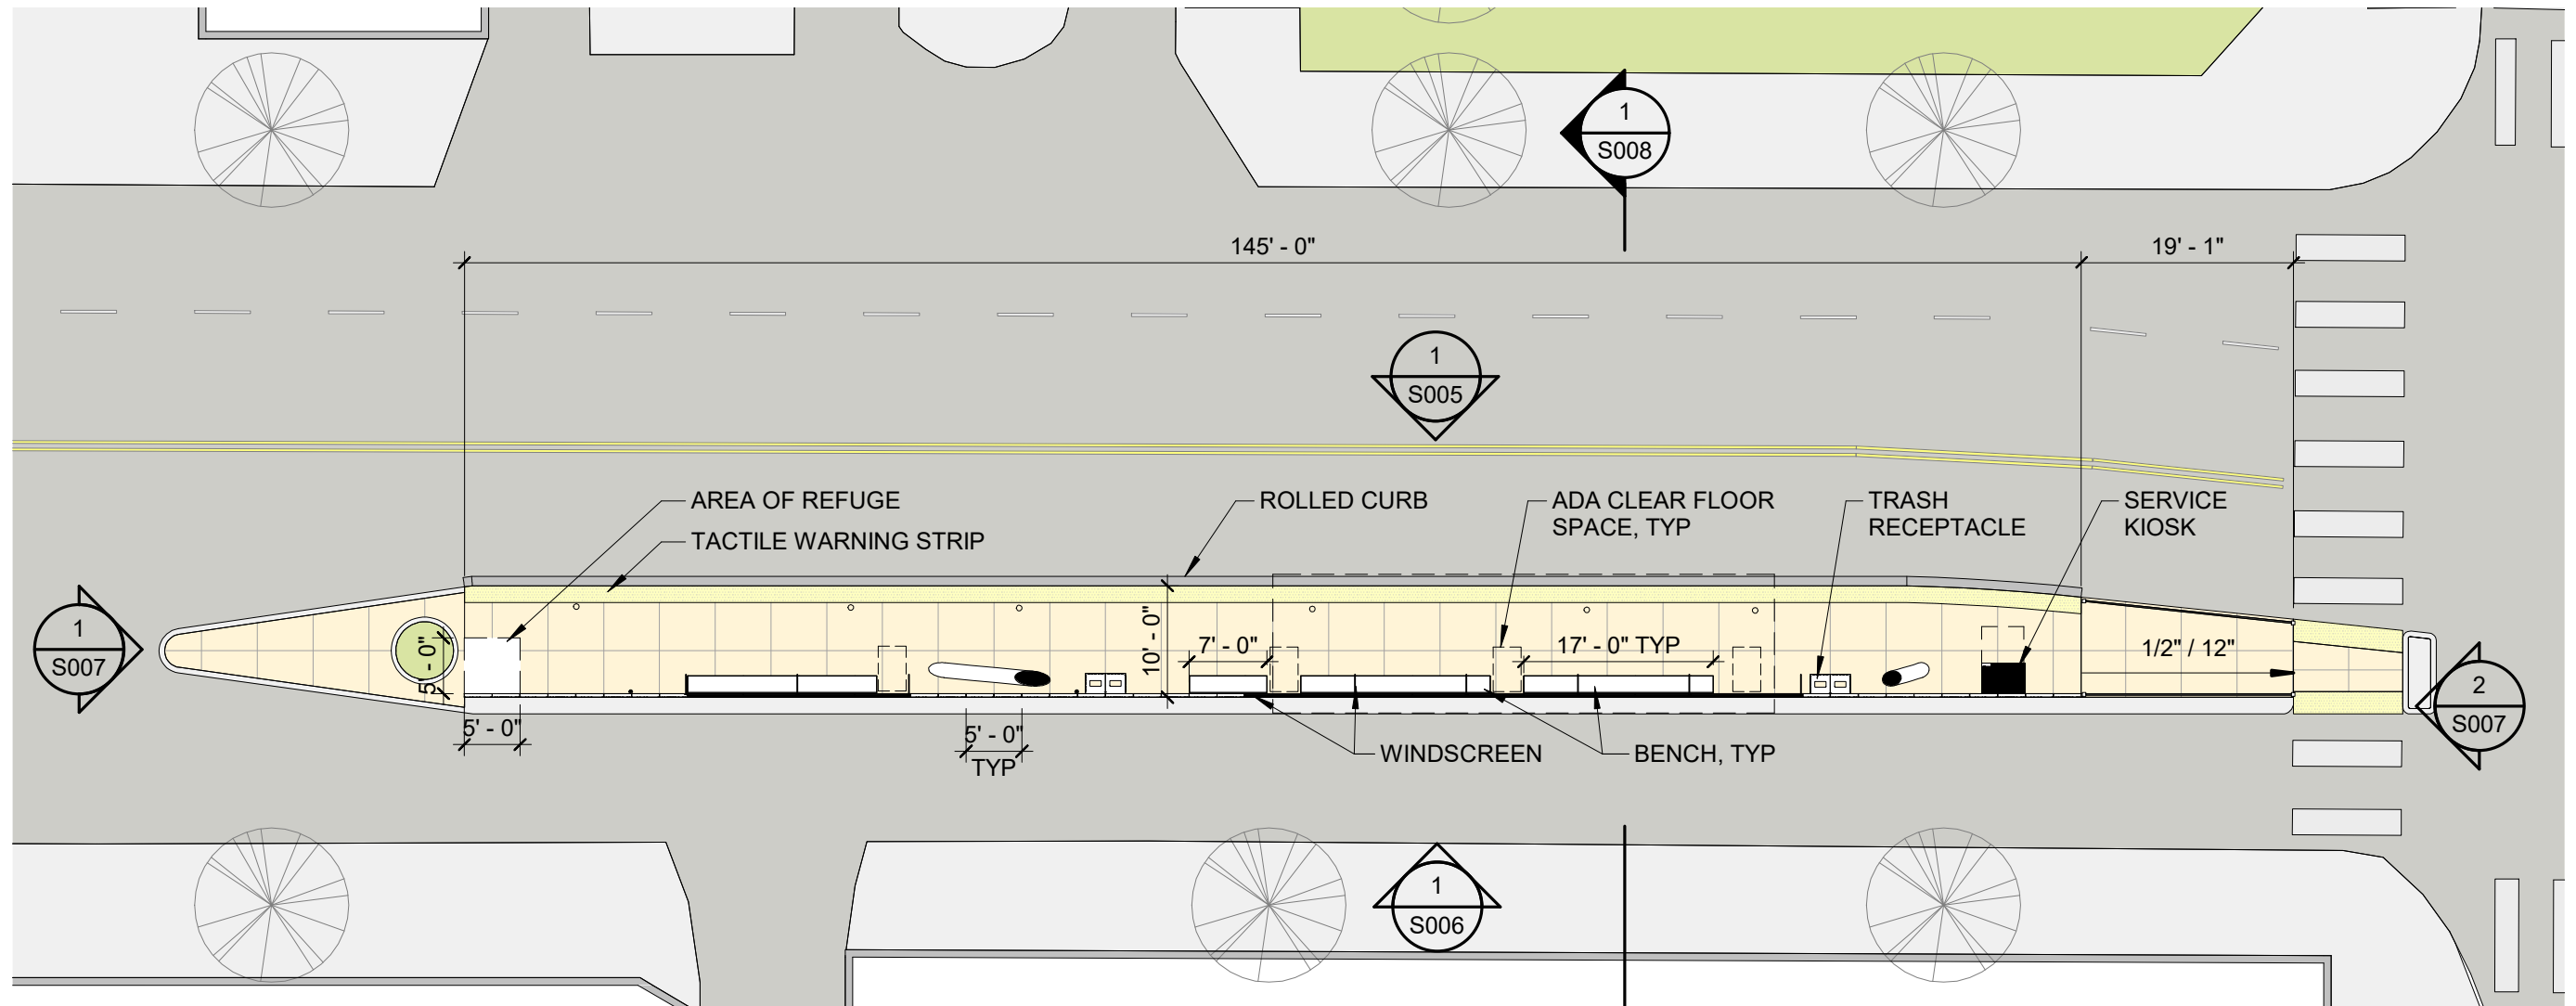 1
S008
145' - 0"
19' - 1"
1
S005
AREA OF REFUGE
TACTILE WARNING STRIP
ROLLED CURB
ADA CLEAR FLOOR
SPACE, TYP
TRASH
RECEPTACLE
SERVICE
KIOSK
1
S007
5' - 0"
10' - 0"
7' - 0"
17' - 0" TYP
1/2" / 12"
2
S007
5' - 0"
5' - 0"
TYP
WINDSCREEN
BENCH, TYP
1
S006